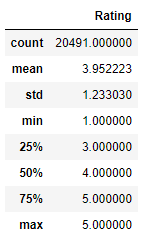 Rating
count 20491.000000
mean 3.952223
std 1.233030
min 1.000000
25% 3.000000
50% 4.000000
75% 5.000000
max 5.000000